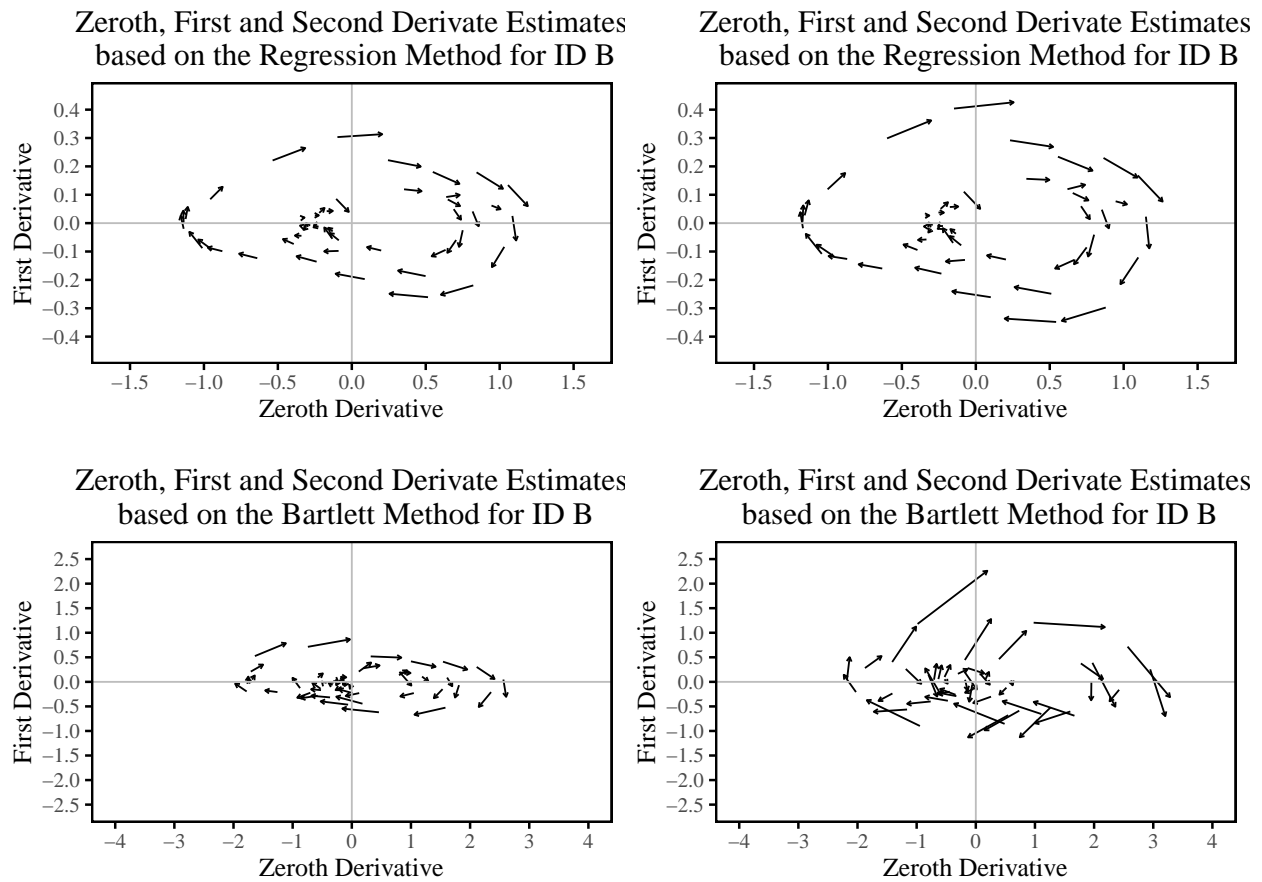 Zeroth, First and Second Derivate Estimates
based on the Regression Method for ID B
0.4
0.3
0.2
0.1
0.0
−0.1
−0.2
−0.3
−0.4
First Derivative
−1.5 −1.0 −0.5 0.0 0.5 1.0 1.5
Zeroth Derivative
Zeroth, First and Second Derivate Estimates
based on the Regression Method for ID B
0.4
0.3
0.2
0.1
0.0
−0.1
−0.2
−0.3
−0.4
First Derivative
−1.5 −1.0 −0.5 0.0 0.5 1.0 1.5
Zeroth Derivative
Zeroth, First and Second Derivate Estimates
based on the Bartlett Method for ID B
2.5
2.0
1.5
1.0
0.5
0.0
−0.5
−1.0
−1.5
−2.0
−2.5
First Derivative
−4 −3 −2 −1 0 1 2 3 4
Zeroth Derivative
Zeroth, First and Second Derivate Estimates
based on the Bartlett Method for ID B
2.5
2.0
1.5
1.0
0.5
0.0
−0.5
−1.0
−1.5
−2.0
−2.5
First Derivative
−4 −3 −2 −1 0 1 2 3 4
Zeroth Derivative